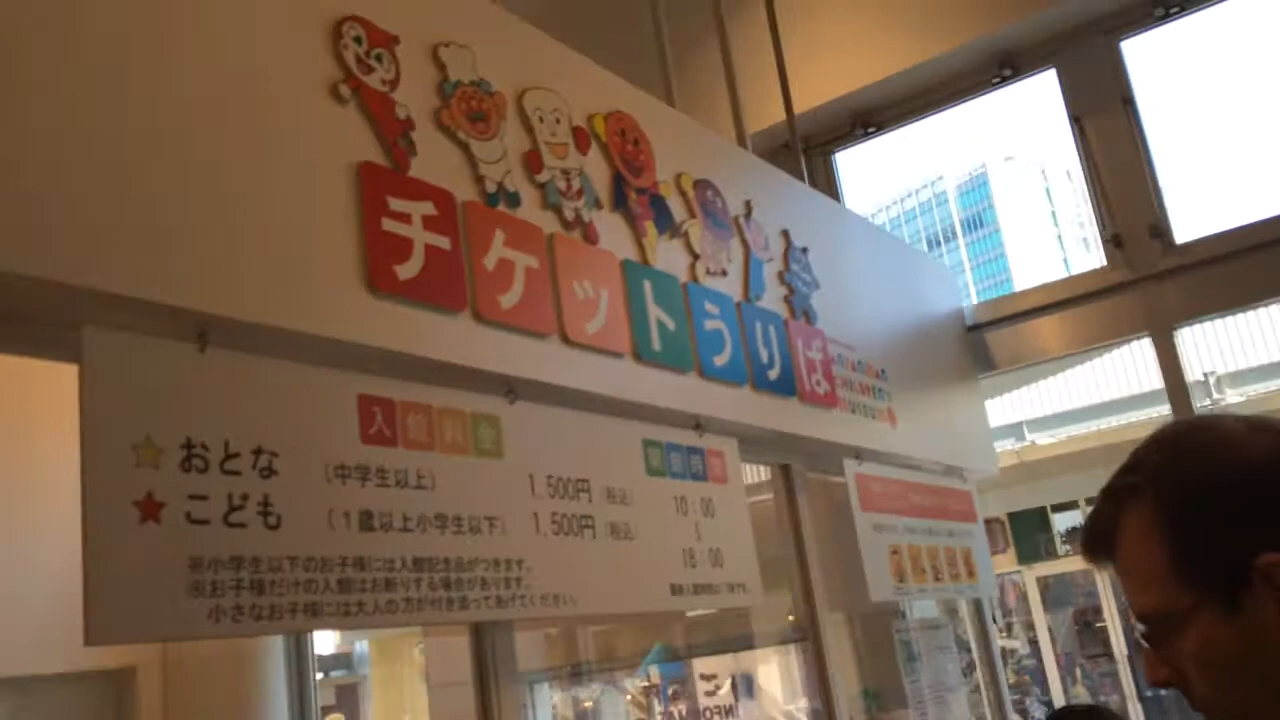 チケットうりば
ANPANMAN
CHILDREN'S
MUSEUM
入館料金
★おとな (中学生以上) 1,500円(税込)
★こども (1歳以上小学生以下) 1,500円(税込)
※小学生以下のお子様には入館記念品がつきます。
※お子様だけの入館はお断りする場合があります。
小さなお子様には大人の方が付き添ってあげてください。
開館時間
10:00
~
18:00